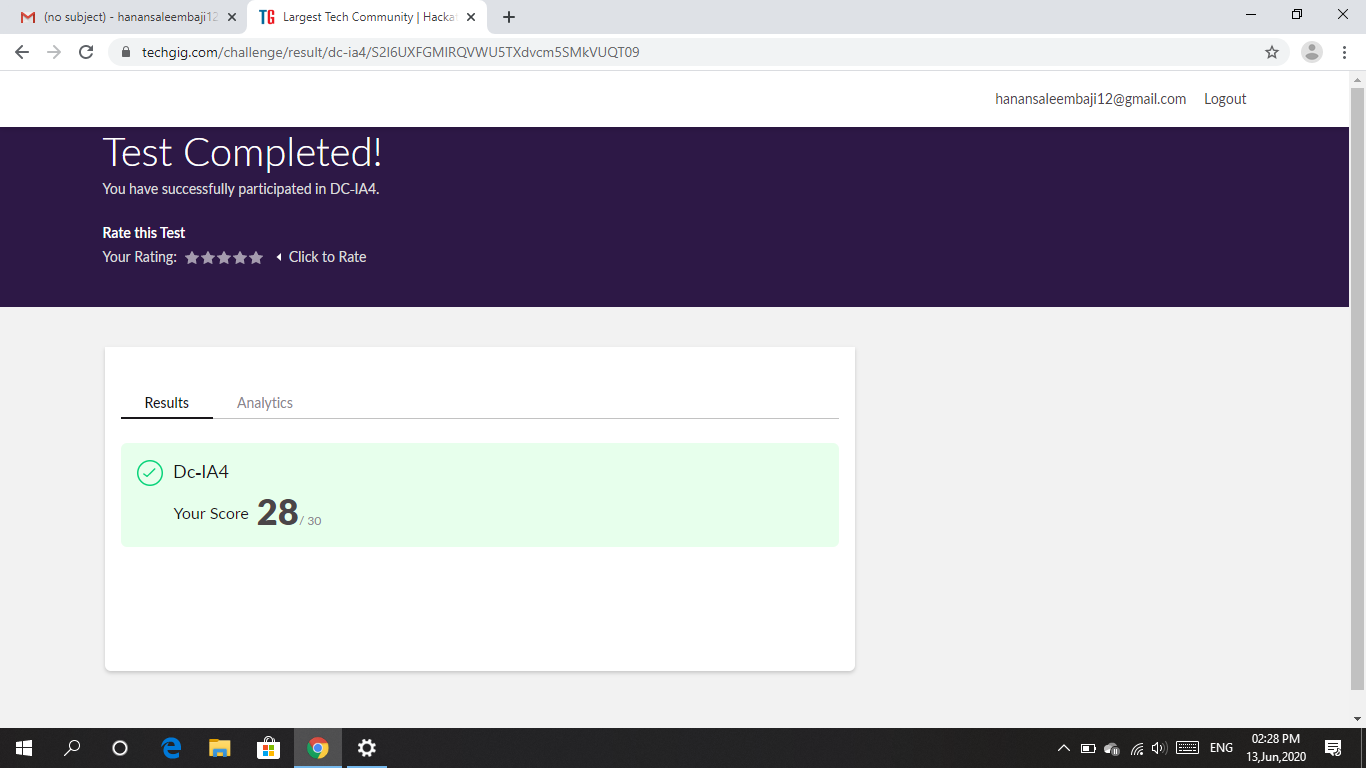 (no subject) - hanansaleembaji12
TG Largest Tech Community | Hacka
techgig.com/challenge/result/dc-ia4/S2I6UXFGMlRQVWU5TXdvcm5SMkVUQT09
hanansaleembaji12@gmail.com Logout
Test Completed!
You have successfully participated in DC-IA4.
Rate this Test
Your Rating: Click to Rate
Results Analytics
Dc-IA4
Your Score 28/ 30
ENG
02:28 PM
13,Jun,2020